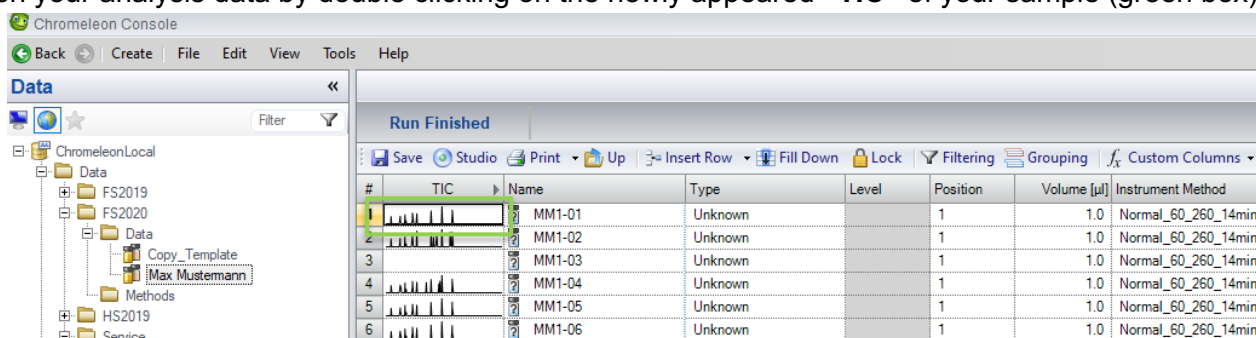 on your analysis data by double clicking on the newly appeared "TIC" of your sample (green box)
Chromeleon Console
Back Create File Edit View Tools Help
Data «
Filter
Run Finished
Save Studio Print Up Insert Row Fill Down Lock Filtering Grouping fx Custom Columns
ChromeleonLocal
Data
FS2019
FS2020
Data
Copy_Template
Max Mustemann
Methods
HS2019
Service
# TIC Name Type Level Position Volume [µl] Instrument Method
1 MM1-01 Unknown 1 1.0 Normal_60_260_14min
2 MM1-02 Unknown 1 1.0 Normal_60_260_14min
3 MM1-03 Unknown 1 1.0 Normal_60_260_14min
4 MM1-04 Unknown 1 1.0 Normal_60_260_14min
5 MM1-05 Unknown 1 1.0 Normal_60_260_14min
6 MM1-06 Unknown 1 1.0 Normal_60_260_14min